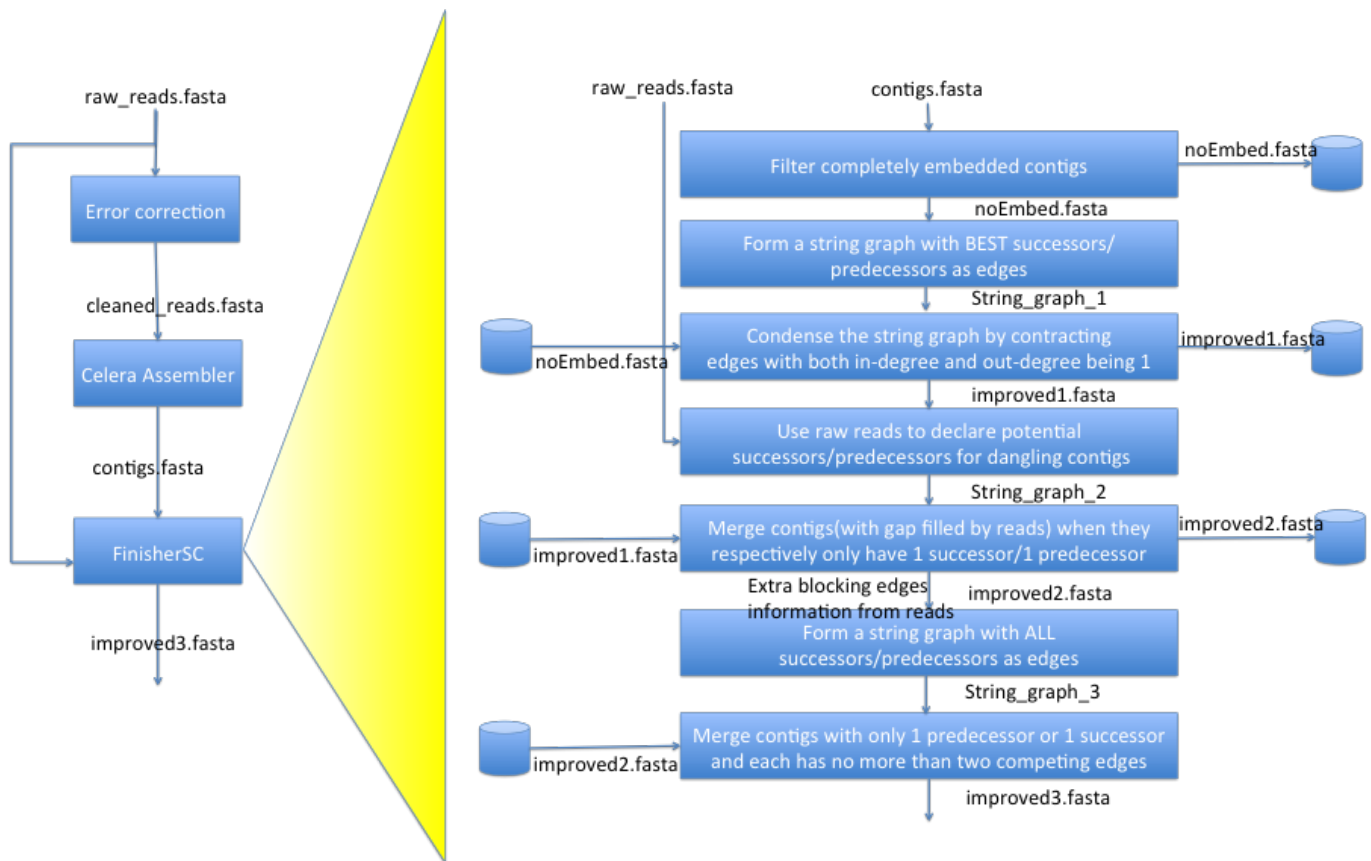 raw_reads.fasta
Error correction
cleaned_reads.fasta
Celera Assembler
contigs.fasta
FinisherSC
improved3.fasta
raw_reads.fasta
contigs.fasta
Filter completely embedded contigs
noEmbed.fasta
noEmbed.fasta
Form a string graph with BEST successors/
predecessors as edges
String_graph_1
noEmbed.fasta
Condense the string graph by contracting
edges with both in-degree and out-degree being 1
improved1.fasta
improved1.fasta
Use raw reads to declare potential
successors/predecessors for dangling contigs
String_graph_2
improved1.fasta
Merge contigs(with gap filled by reads) when they
respectively only have 1 successor/1 predecessor
improved2.fasta
Extra blocking edges
information from reads
improved2.fasta
Form a string graph with ALL
successors/predecessors as edges
String_graph_3
improved2.fasta
Merge contigs with only 1 predecessor or 1 successor
and each has no more than two competing edges
improved3.fasta